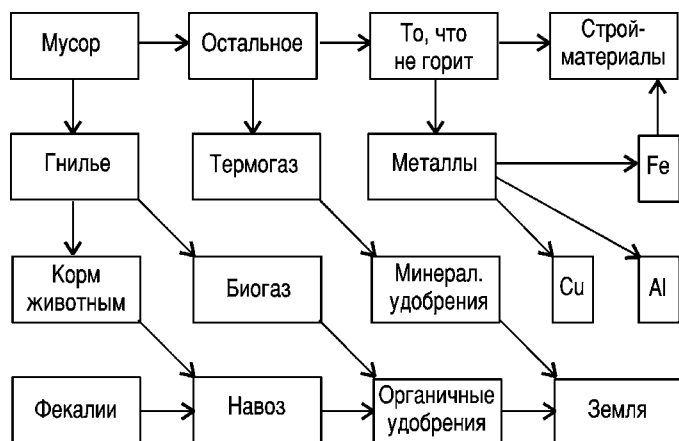 Мусор
Остальное
То, что
не горит
Строй-
материалы
Гнилье
Термогаз
Металлы
Fe
Корм
животным
Биогаз
Минерал.
удобрения
Cu
Al
Фекалии
Навоз
Органичные
удобрения
Земля